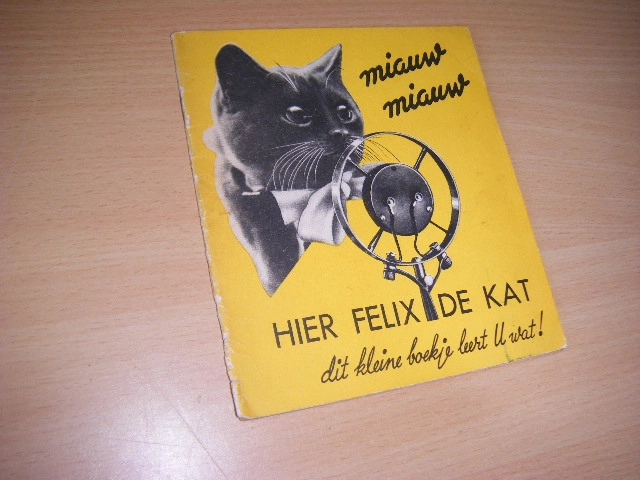 miauw
miauw
HIER FELIX DE KAT
dit kleine boekje leert U wat!